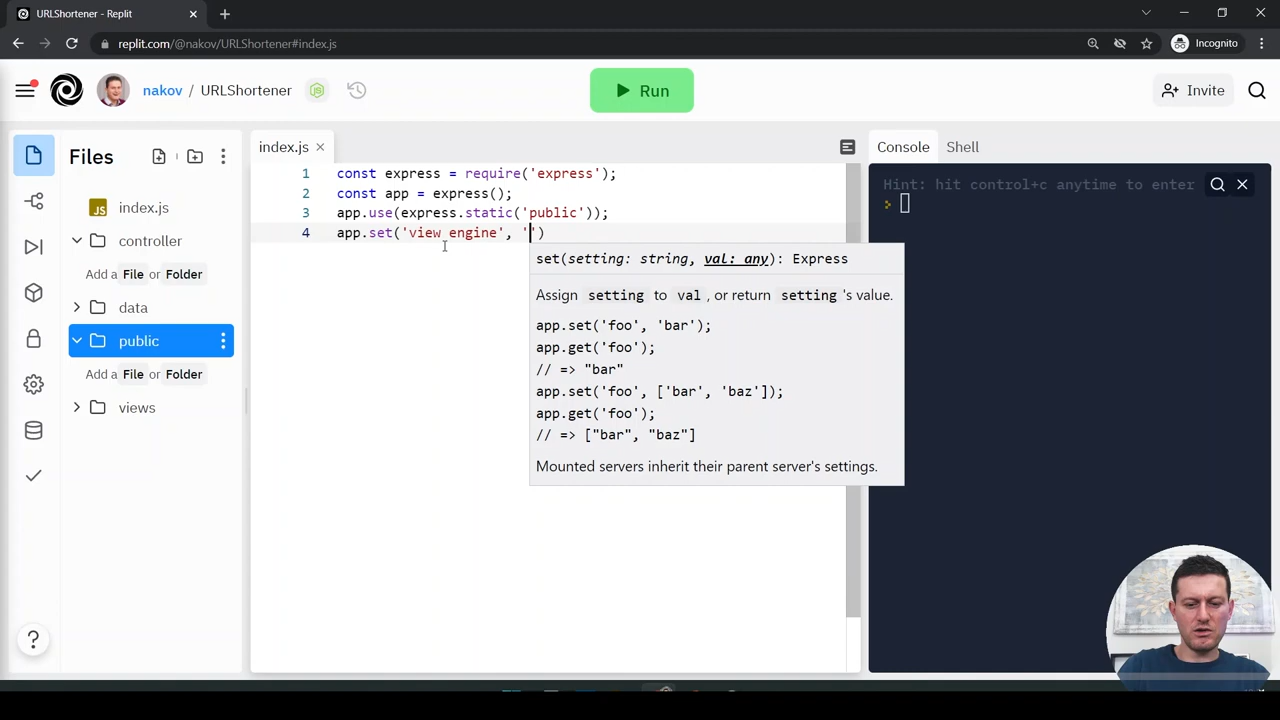 URLShortener - Replit
replit.com/@nakov/URLShortener#index.js
Incognito
nakov / URLShortener
Run
Invite
Files
index.js
controller
Add a File or Folder
data
public
Add a File or Folder
views
index.js
1 const express = require('express');
2 const app = express();
3 app.use(express.static('public'));
4 app.set('view engine', '')
set(setting: string, val: any): Express
Assign setting to val, or return setting's value.
app.set('foo', 'bar');
app.get('foo');
// => "bar"
app.set('foo', ['bar', 'baz']);
app.get('foo');
// => ["bar", "baz"]
Mounted servers inherit their parent server's settings.
Console Shell
Hint: hit control+c anytime to enter